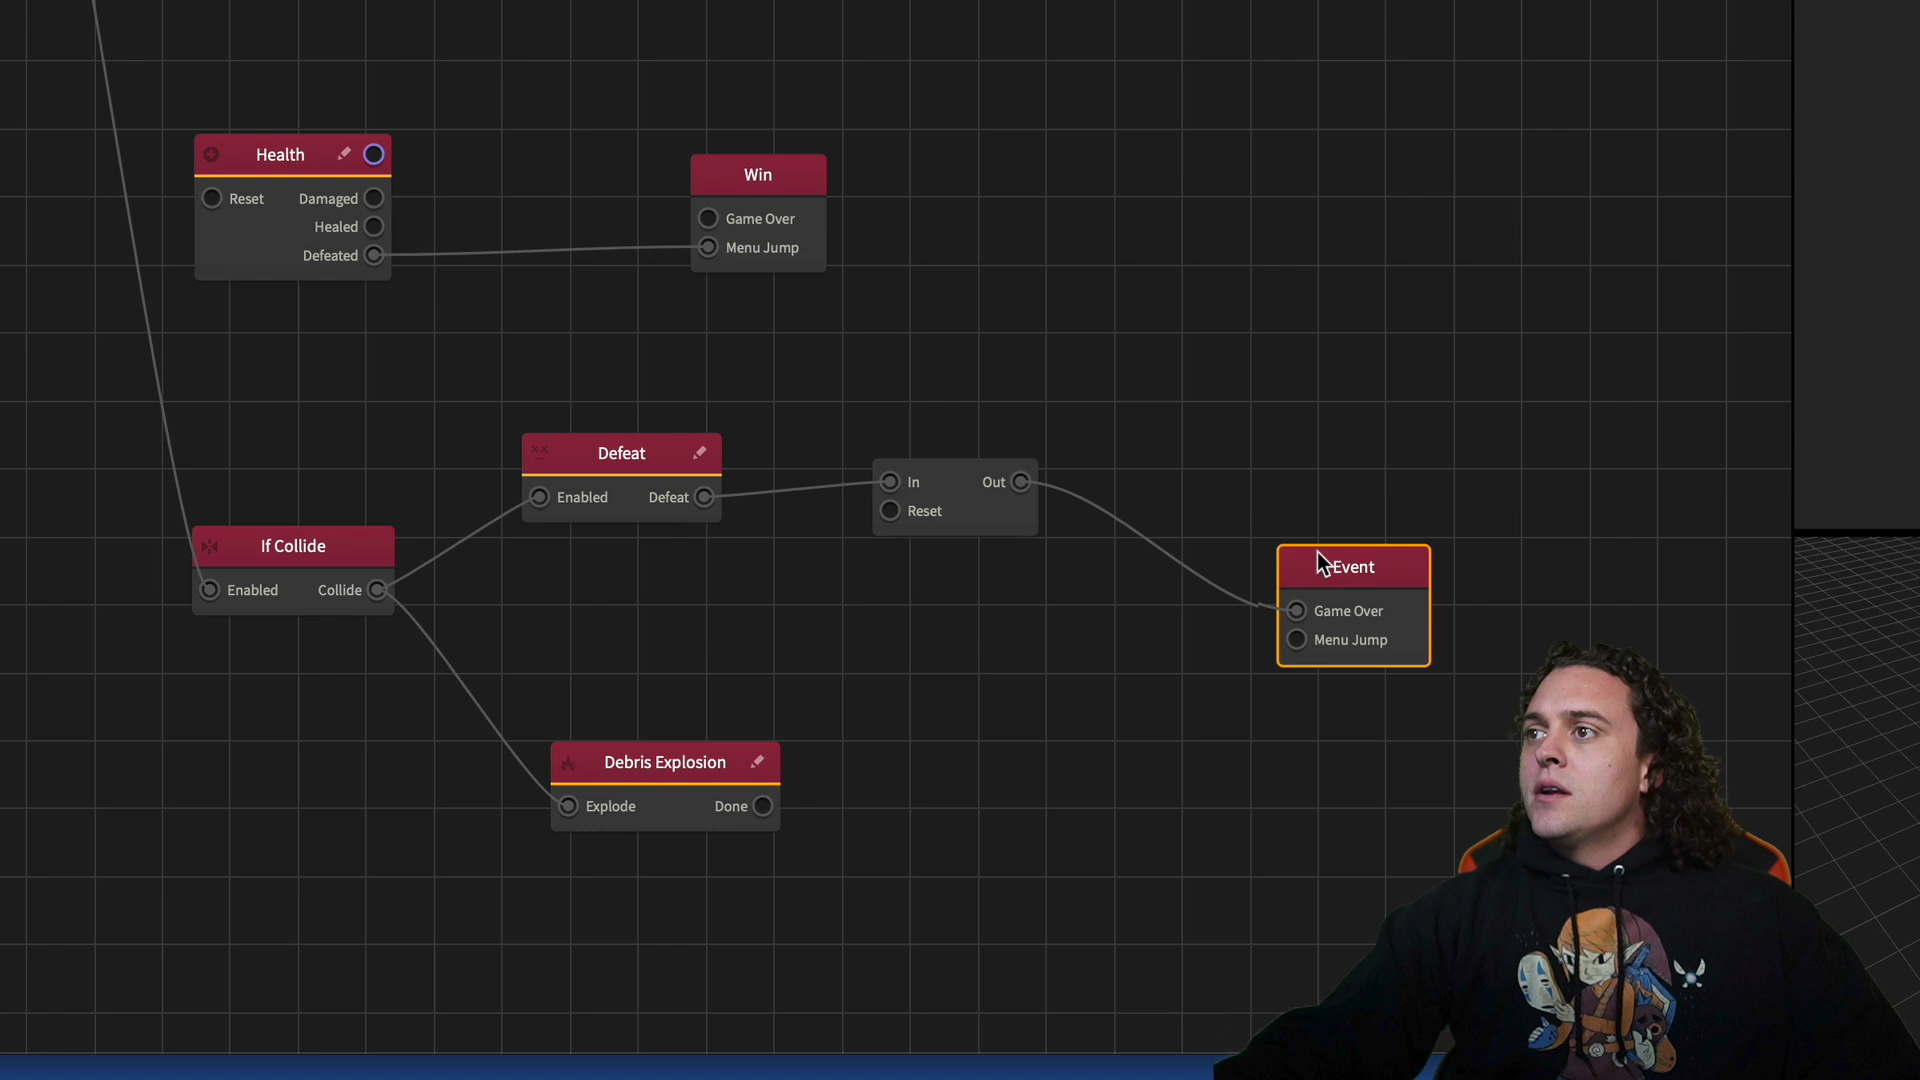 Health
Reset
Damaged
Healed
Defeated
Win
Game Over
Menu Jump
Defeat
Enabled
Defeat
In
Out
Reset
If Collide
Enabled
Collide
Event
Game Over
Menu Jump
Debris Explosion
Explode
Done